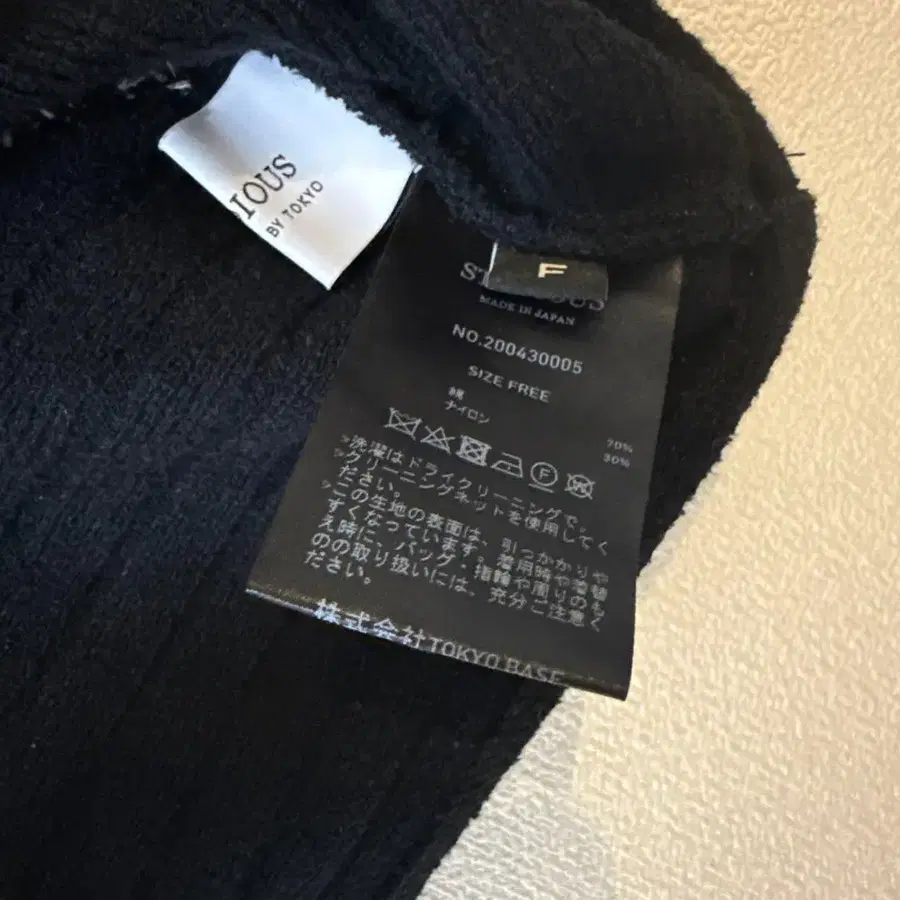 IOUS
BY TOKYO
F
ST OUS
MADE IN JAPAN
NO.200430005
SIZE FREE
綿 70%
ナイロン 30%
F
W
>洗濯はドライクリーニングで、
>クリーニングネットを使用してく
ださい。
>この生地の表面は、引っかかりや
すくなっています。着用時や着替
え時に、バッグ・指輪や周りのも
のの取り扱いには、充分ご注意く
ださい。
株式会社TOKYO BASE